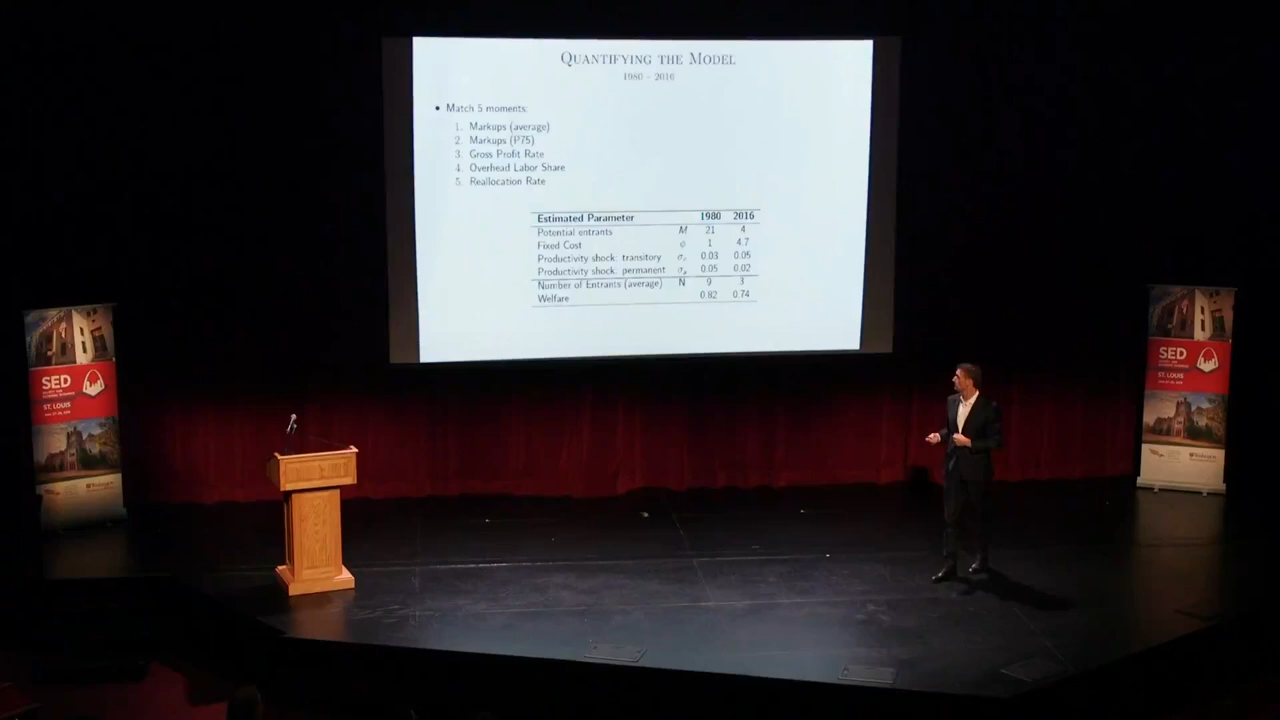 QUANTIFYING THE MODEL
1980 – 2016
• Match 5 moments:
1. Markups (average)
2. Markups (P75)
3. Gross Profit Rate
4. Overhead Labor Share
5. Reallocation Rate
Estimated Parameter 1980 2016
Potential entrants M 21 4
Fixed Cost ϕ 1 4.7
Productivity shock: transitory σε 0.03 0.05
Productivity shock: permanent 0.05 0.02
Number of Entrants (average) N 9 3
Welfare 0.82 0.74
SED
ST. LOUIS
SED
ST. LOUIS